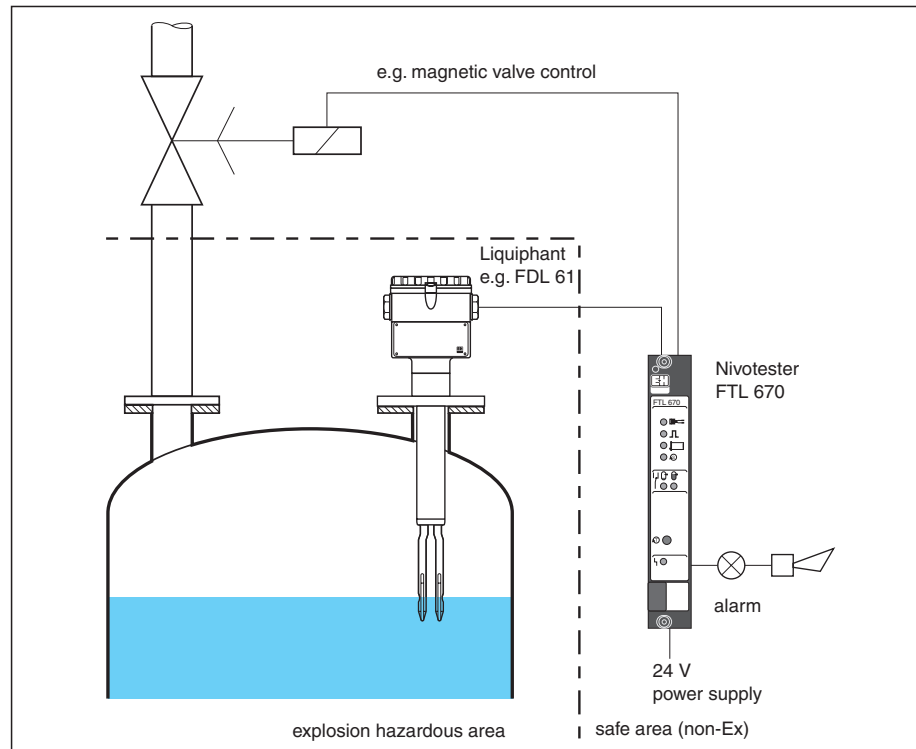 e.g. magnetic valve control
Liquiphant
e.g. FDL 61
Nivotester
FTL 670
FTL 670
alarm
24 V
power supply
explosion hazardous area
safe area (non-Ex)